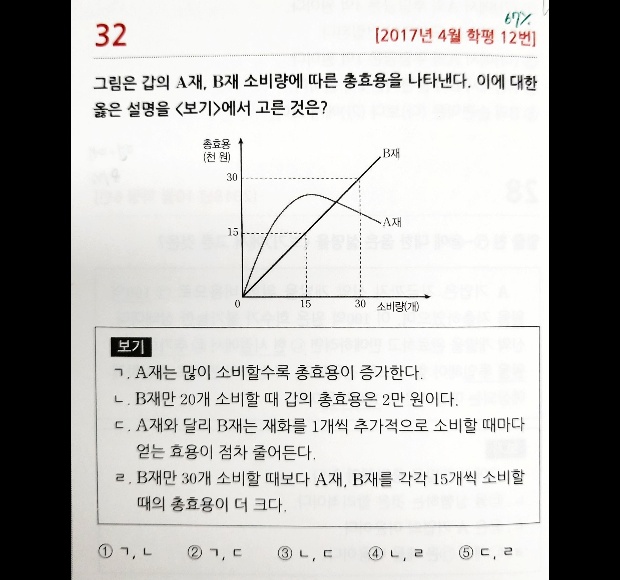 67%
32
[2017년 4월 학평 12번]
그림은 갑의 A재, B재 소비량에 따른 총효용을 나타낸다. 이에 대한
옳은 설명을 <보기>에서 고른 것은?
총효용
(천 원)
B재
30
A재
15
0
15
30
소비량(개)
보기
ㄱ. A재는 많이 소비할수록 총효용이 증가한다.
ㄴ. B재만 20개 소비할 때 갑의 총효용은 2만 원이다.
ㄷ. A재와 달리 B재는 재화를 1개씩 추가적으로 소비할 때마다
얻는 효용이 점차 줄어든다.
ㄹ. B재만 30개 소비할 때보다 A재, B재를 각각 15개씩 소비할
때의 총효용이 더 크다.
① ㄱ, ㄴ
② ㄱ, ㄷ
③ ㄴ, ㄷ
④ ㄴ, ㄹ
⑤ ㄷ, ㄹ